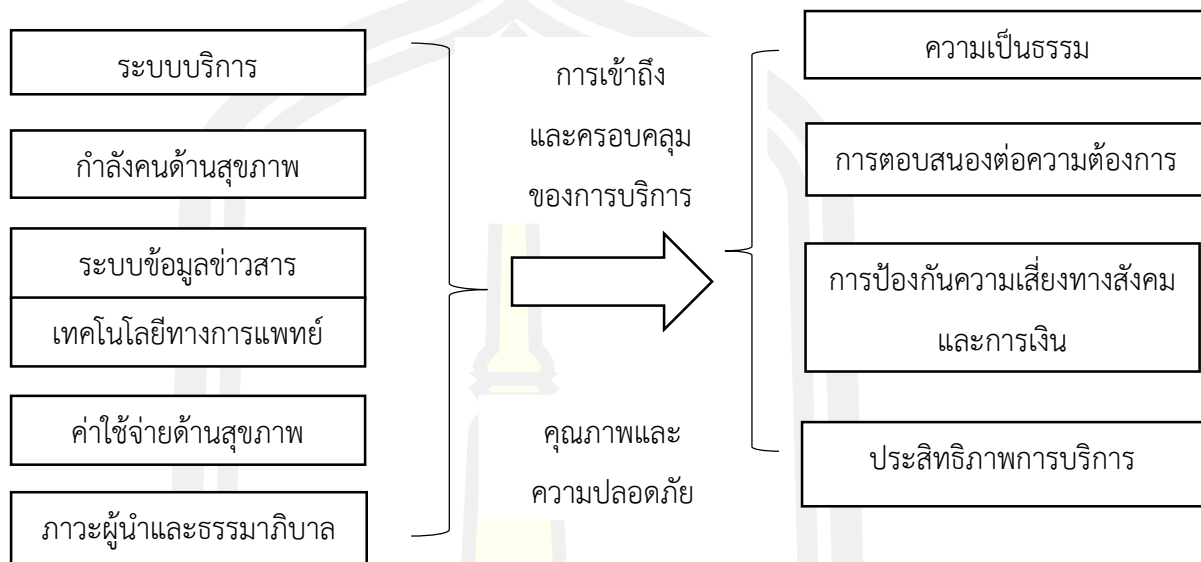 ระบบบริการ
กำลังคนด้านสุขภาพ
ระบบข้อมูลข่าวสาร
เทคโนโลยีทางการแพทย์
ค่าใช้จ่ายด้านสุขภาพ
ภาวะผู้นำและธรรมาภิบาล
การเข้าถึง
และครอบคลุม
ของการบริการ
คุณภาพและ
ความปลอดภัย
ความเป็นธรรม
การตอบสนองต่อความต้องการ
การป้องกันความเสี่ยงทางสังคม
และการเงิน
ประสิทธิภาพการบริการ